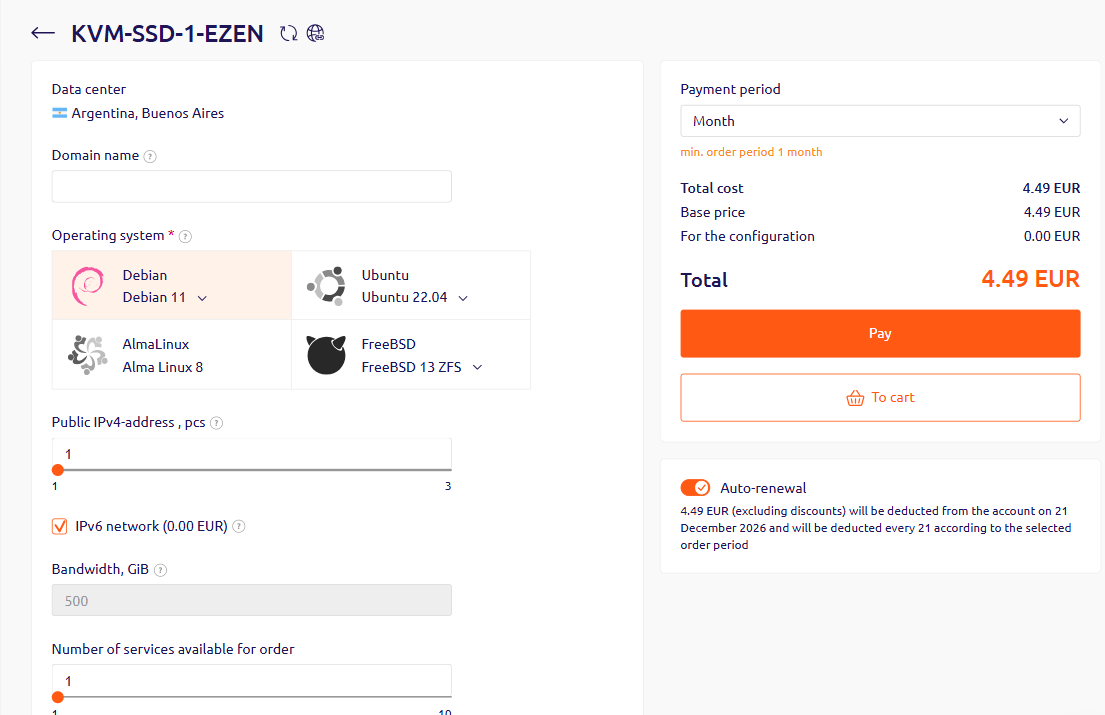 KVM-SSD-1-EZEN
Data center
Argentina, Buenos Aires
Domain name ?
Operating system * ?
Debian
Debian 11
Ubuntu
Ubuntu 22.04
AlmaLinux
Alma Linux 8
FreeBSD
FreeBSD 13 ZFS
Public IPv4-address , pcs ?
1
1 3
IPv6 network (0.00 EUR) ?
Bandwidth, GiB ?
500
Number of services available for order
1
1 10
Payment period
Month
min. order period 1 month
Total cost 4.49 EUR
Base price 4.49 EUR
For the configuration 0.00 EUR
Total 4.49 EUR
Pay
To cart
Auto-renewal
4.49 EUR (excluding discounts) will be deducted from the account on 21
December 2026 and will be deducted every 21 according to the selected
order period